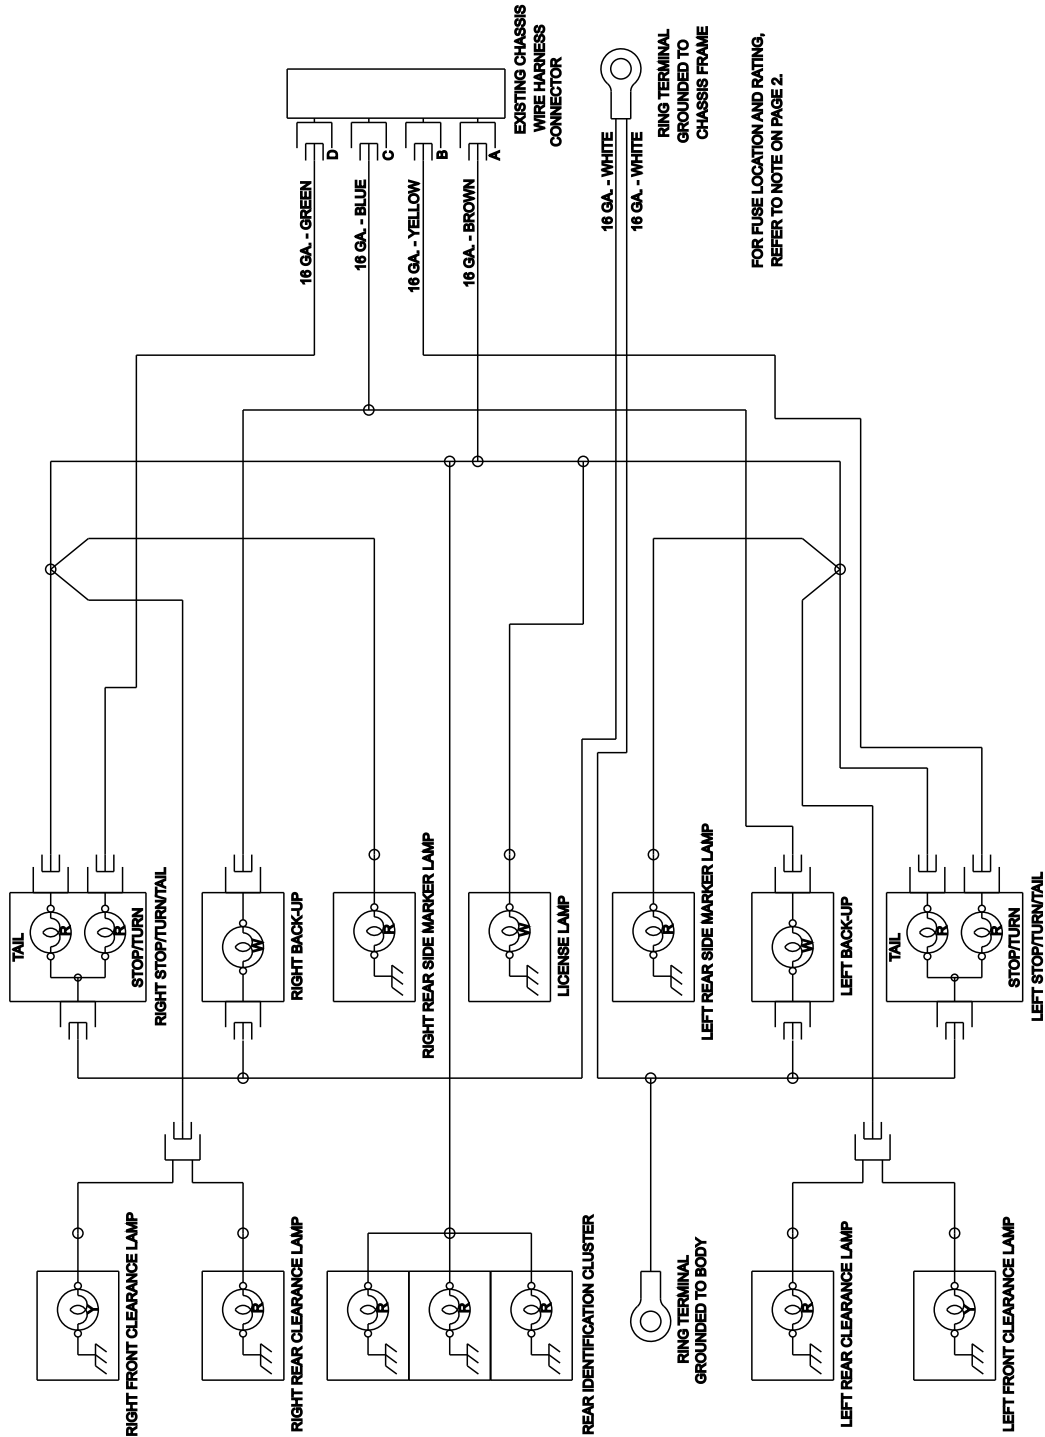 EXISTING CHASSIS
WIRE HARNESS
CONNECTOR
D
C
B
A
16 GA. - GREEN
16 GA. - BLUE
16 GA. - YELLOW
16 GA. - BROWN
RING TERMINAL
GROUNDED TO
CHASSIS FRAME
16 GA. - WHITE
16 GA. - WHITE
FOR FUSE LOCATION AND RATING,
REFER TO NOTE ON PAGE 2.
TAIL
R
R
STOP/TURN
RIGHT STOP/TURN/TAIL
W
RIGHT BACK-UP
R
RIGHT REAR SIDE MARKER LAMP
W
LICENSE LAMP
R
LEFT REAR SIDE MARKER LAMP
W
LEFT BACK-UP
TAIL
R
R
STOP/TURN
LEFT STOP/TURN/TAIL
Y
RIGHT FRONT CLEARANCE LAMP
R
RIGHT REAR CLEARANCE LAMP
R
R
R
REAR IDENTIFICATION CLUSTER
RING TERMINAL
GROUNDED TO BODY
R
LEFT REAR CLEARANCE LAMP
Y
LEFT FRONT CLEARANCE LAMP